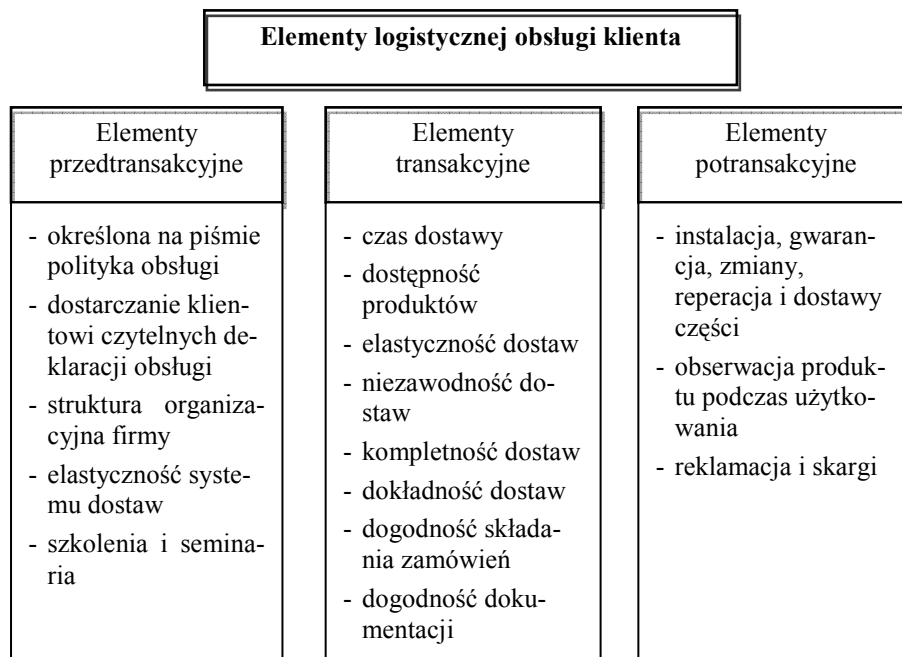 Elementy logistycznej obsługi klienta
Elementy
przedtransakcyjne
- określona na piśmie
polityka obsługi
- dostarczanie klien-
towi czytelnych de-
klaracji obsługi
- struktura organiza-
cyjna firmy
- elastyczność syste-
mu dostaw
- szkolenia i semina-
ria
Elementy
transakcyjne
- czas dostawy
- dostępność
produktów
- elastyczność dostaw
- niezawodność do-
staw
- kompletność dostaw
- dokładność dostaw
- dogodność składa-
nia zamówień
- dogodność doku-
mentacji
Elementy
potransakcyjne
- instalacja, gwaran-
cja, zmiany,
reperacja i dostawy
części
- obserwacja produk-
tu podczas użytko-
wania
- reklamacja i skargi